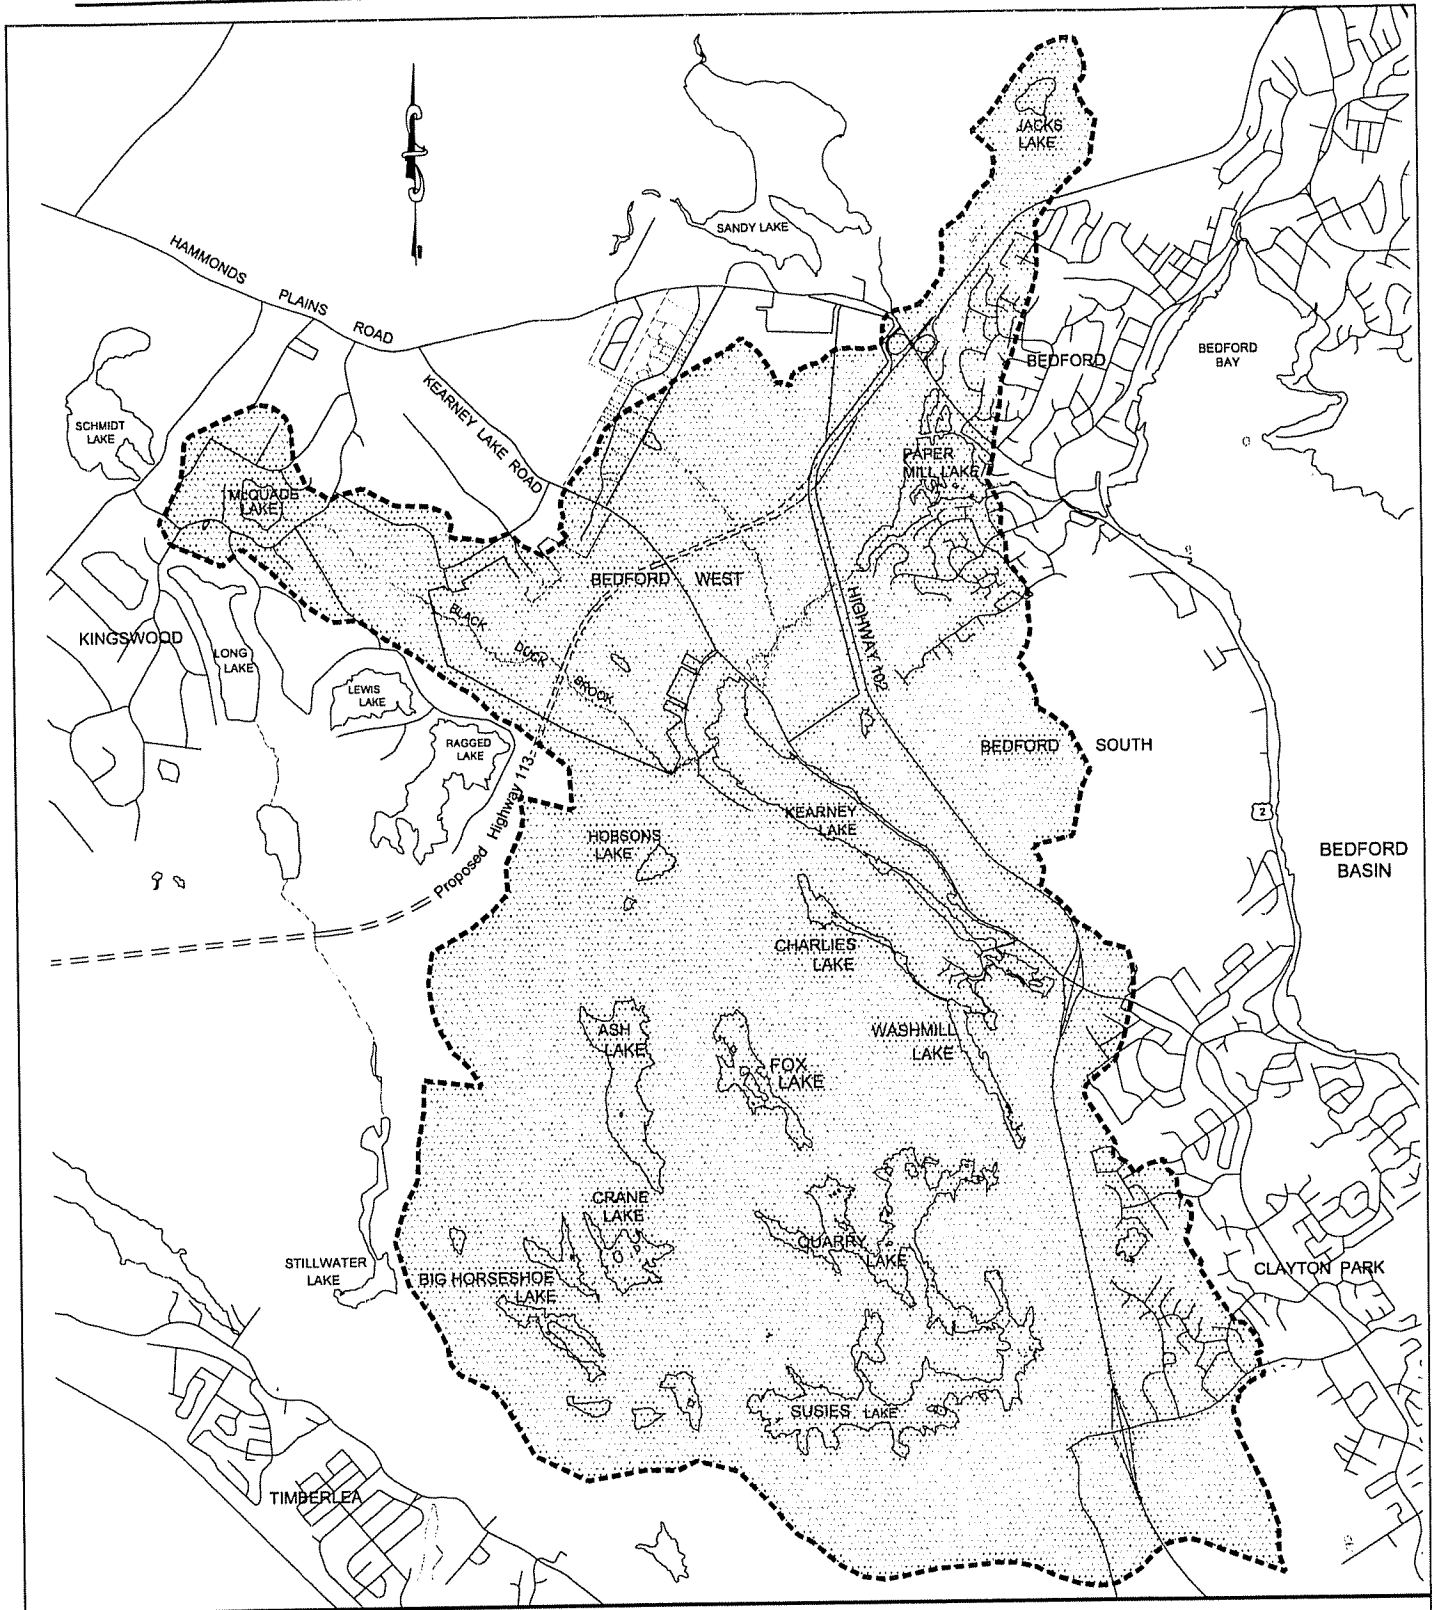 JACKS
LAKE
SANDY LAKE
HAMMONDS PLAINS ROAD
BEDFORD
BAY
BEDFORD
KEARNEY LAKE ROAD
SCHMIDT
LAKE
PAPER
MILL LAKE
McQUADE
LAKE
BEDFORD WEST
HIGHWAY 102
BLACK DUCK BROOK
KINGSWOOD
LONG
LAKE
LEWIS
LAKE
RAGGED
LAKE
BEDFORD SOUTH
Proposed Highway 113
KEARNEY
LAKE
2
HOBSONS
LAKE
BEDFORD
BASIN
CHARLIES
LAKE
ASH
LAKE
WASHMILL
LAKE
FOX
LAKE
CRANE
LAKE
QUARRY
LAKE
STILLWATER
LAKE
BIG HORSESHOE
LAKE
CLAYTON PARK
SUSIES LAKE
TIMBERLEA